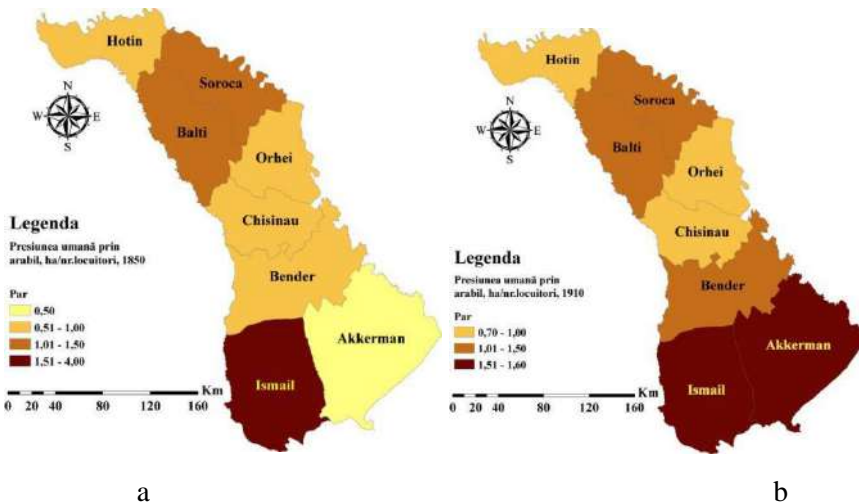 Hotin
Soroca
Balti
Orhei
Chisinau
Bender
Akkerman
Ismail
N
W E
S
Legenda
Presiunea umană prin
arabil, ha/nr.locuitori, 1850
Par
0,50
0,51 - 1,00
1,01 - 1,50
1,51 - 4,00
Km
0 20 40 80 120 160
a
Hotin
Soroca
Balti
Orhei
Chisinau
Bender
Akkerman
Ismail
N
W E
S
Legenda
Presiunea umană prin
arabil, ha/nr.locuitori, 1910
Par
0,70 - 1,00
1,01 - 1,50
1,51 - 1,60
Km
0 20 40 80 120 160
b